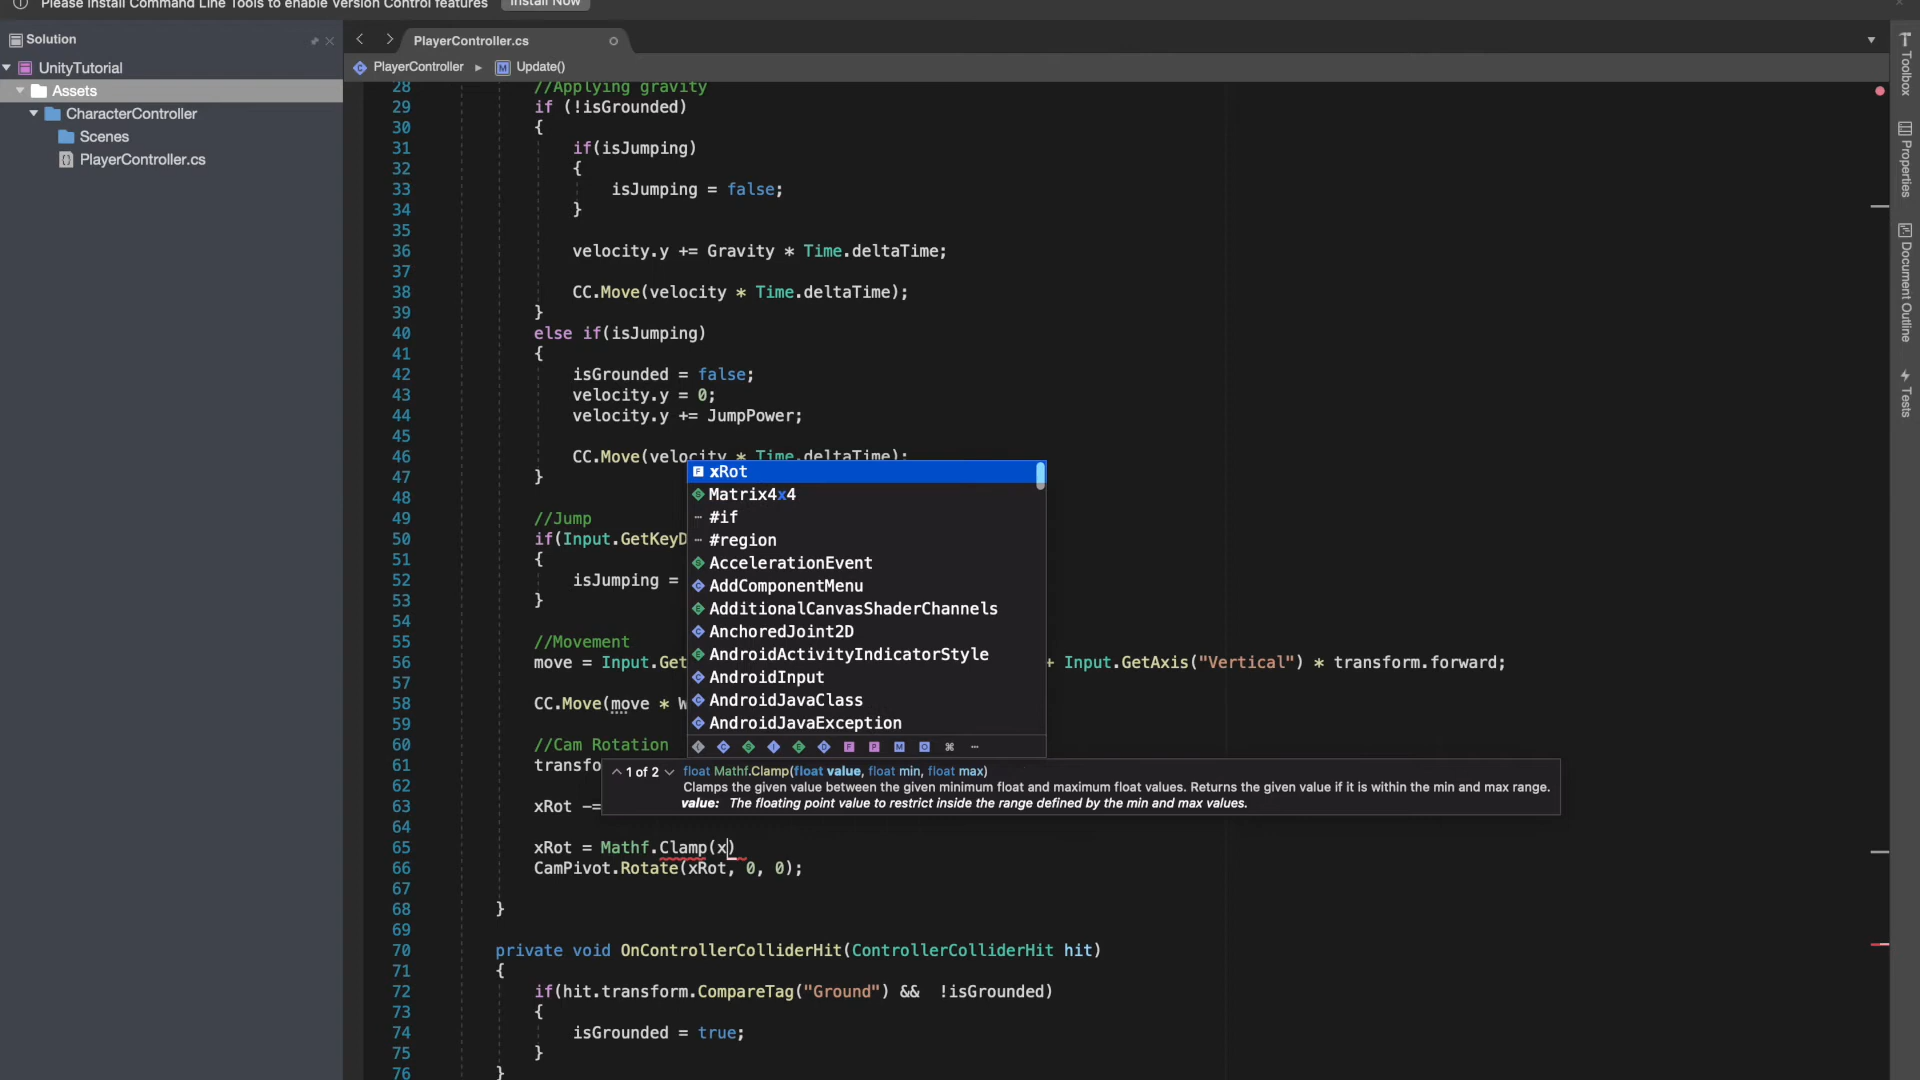 Please install Command Line Tools to enable Version Control features Install Now
Solution
PlayerController.cs
UnityTutorial
PlayerController ▸ Update()
Assets
CharacterController
Scenes
PlayerController.cs
28 //Applying gravity
29 if (!isGrounded)
30 {
31 if(isJumping)
32 {
33 isJumping = false;
34 }
35
36 velocity.y += Gravity * Time.deltaTime;
37
38 CC.Move(velocity * Time.deltaTime);
39 }
40 else if(isJumping)
41 {
42 isGrounded = false;
43 velocity.y = 0;
44 velocity.y += JumpPower;
45
46 CC.Move(velocity * Time.deltaTime);
47 }
48
49 //Jump
50 if(Input.GetKeyD
51 {
52 isJumping =
53 }
54
55 //Movement
56 move = Input.Get + Input.GetAxis("Vertical") * transform.forward;
57
58 CC.Move(move * W
59
60 //Cam Rotation
61 transfo
62
63 xRot -=
64
65 xRot = Mathf.Clamp(x)
66 CamPivot.Rotate(xRot, 0, 0);
67
68 }
69
70 private void OnControllerColliderHit(ControllerColliderHit hit)
71 {
72 if(hit.transform.CompareTag("Ground") && !isGrounded)
73 {
74 isGrounded = true;
75 }
76 }
xRot
Matrix4x4
#if
#region
AccelerationEvent
AddComponentMenu
AdditionalCanvasShaderChannels
AnchoredJoint2D
AndroidActivityIndicatorStyle
AndroidInput
AndroidJavaClass
AndroidJavaException
1 of 2 float Mathf.Clamp(float value, float min, float max)
Clamps the given value between the given minimum float and maximum float values. Returns the given value if it is within the min and max range.
value: The floating point value to restrict inside the range defined by the min and max values.
Toolbox
Properties
Document Outline
Tests